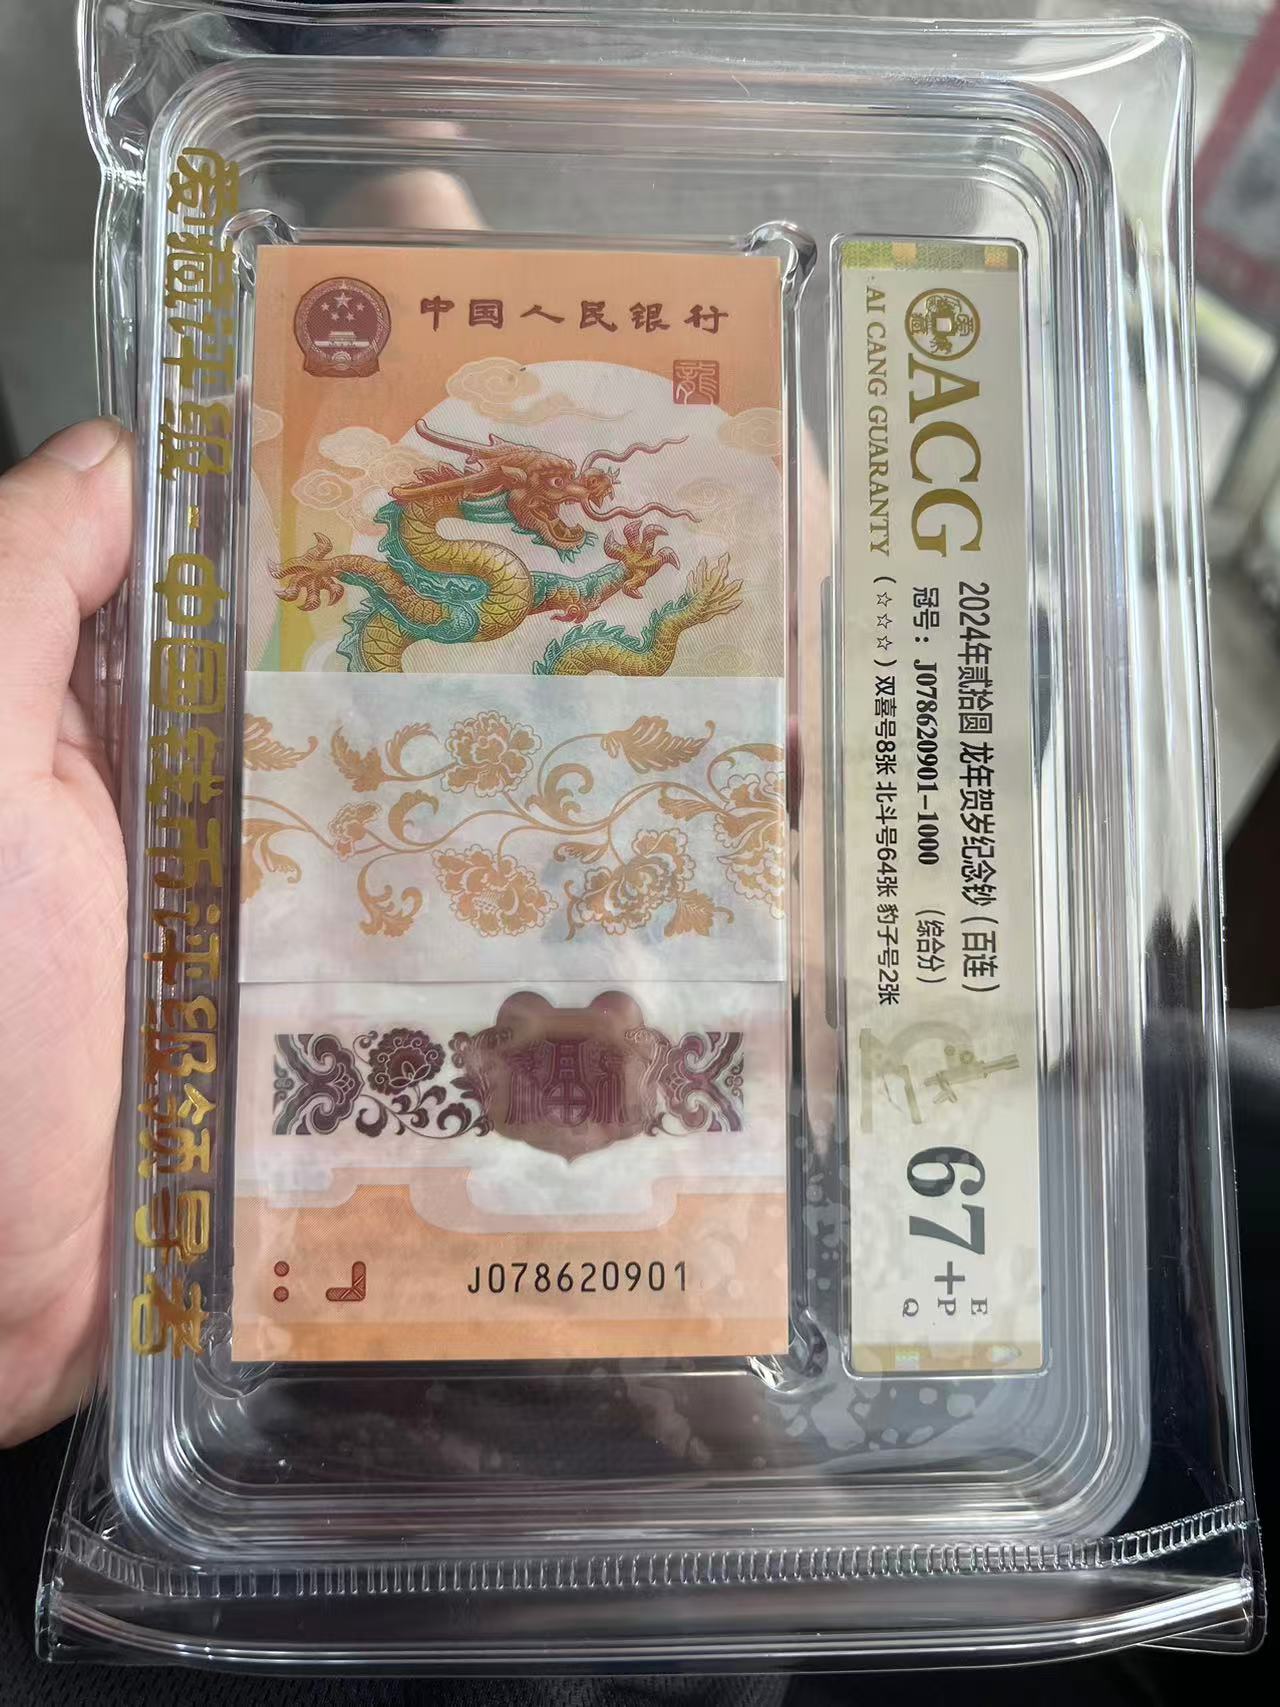 爱藏评级-中国钱币评级领导者
中国人民银行
龍
J078620901
ACG
AI CANG GUARANTY
2024年贰拾圆 龙年贺岁纪念钞（百连）
冠号：J078620901-1000 （综合分）
（☆☆☆）双喜号8张 北斗号64张 豹子号2张
67+
E
P
Q